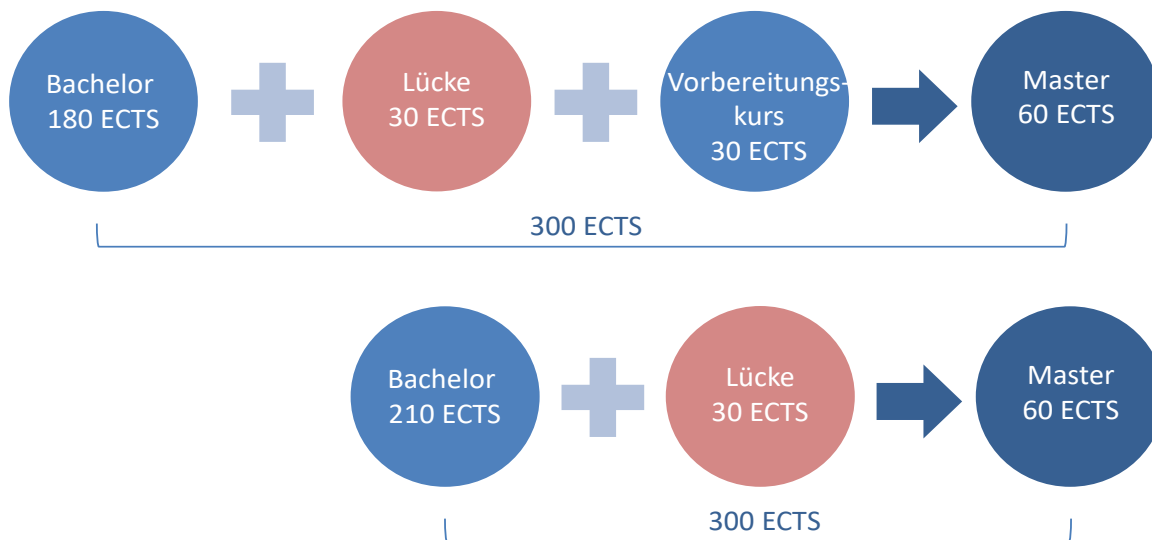 Bachelor
180 ECTS
Lücke
30 ECTS
Vorbereitungs-
kurs
30 ECTS
Master
60 ECTS
300 ECTS
Bachelor
210 ECTS
Lücke
30 ECTS
Master
60 ECTS
300 ECTS